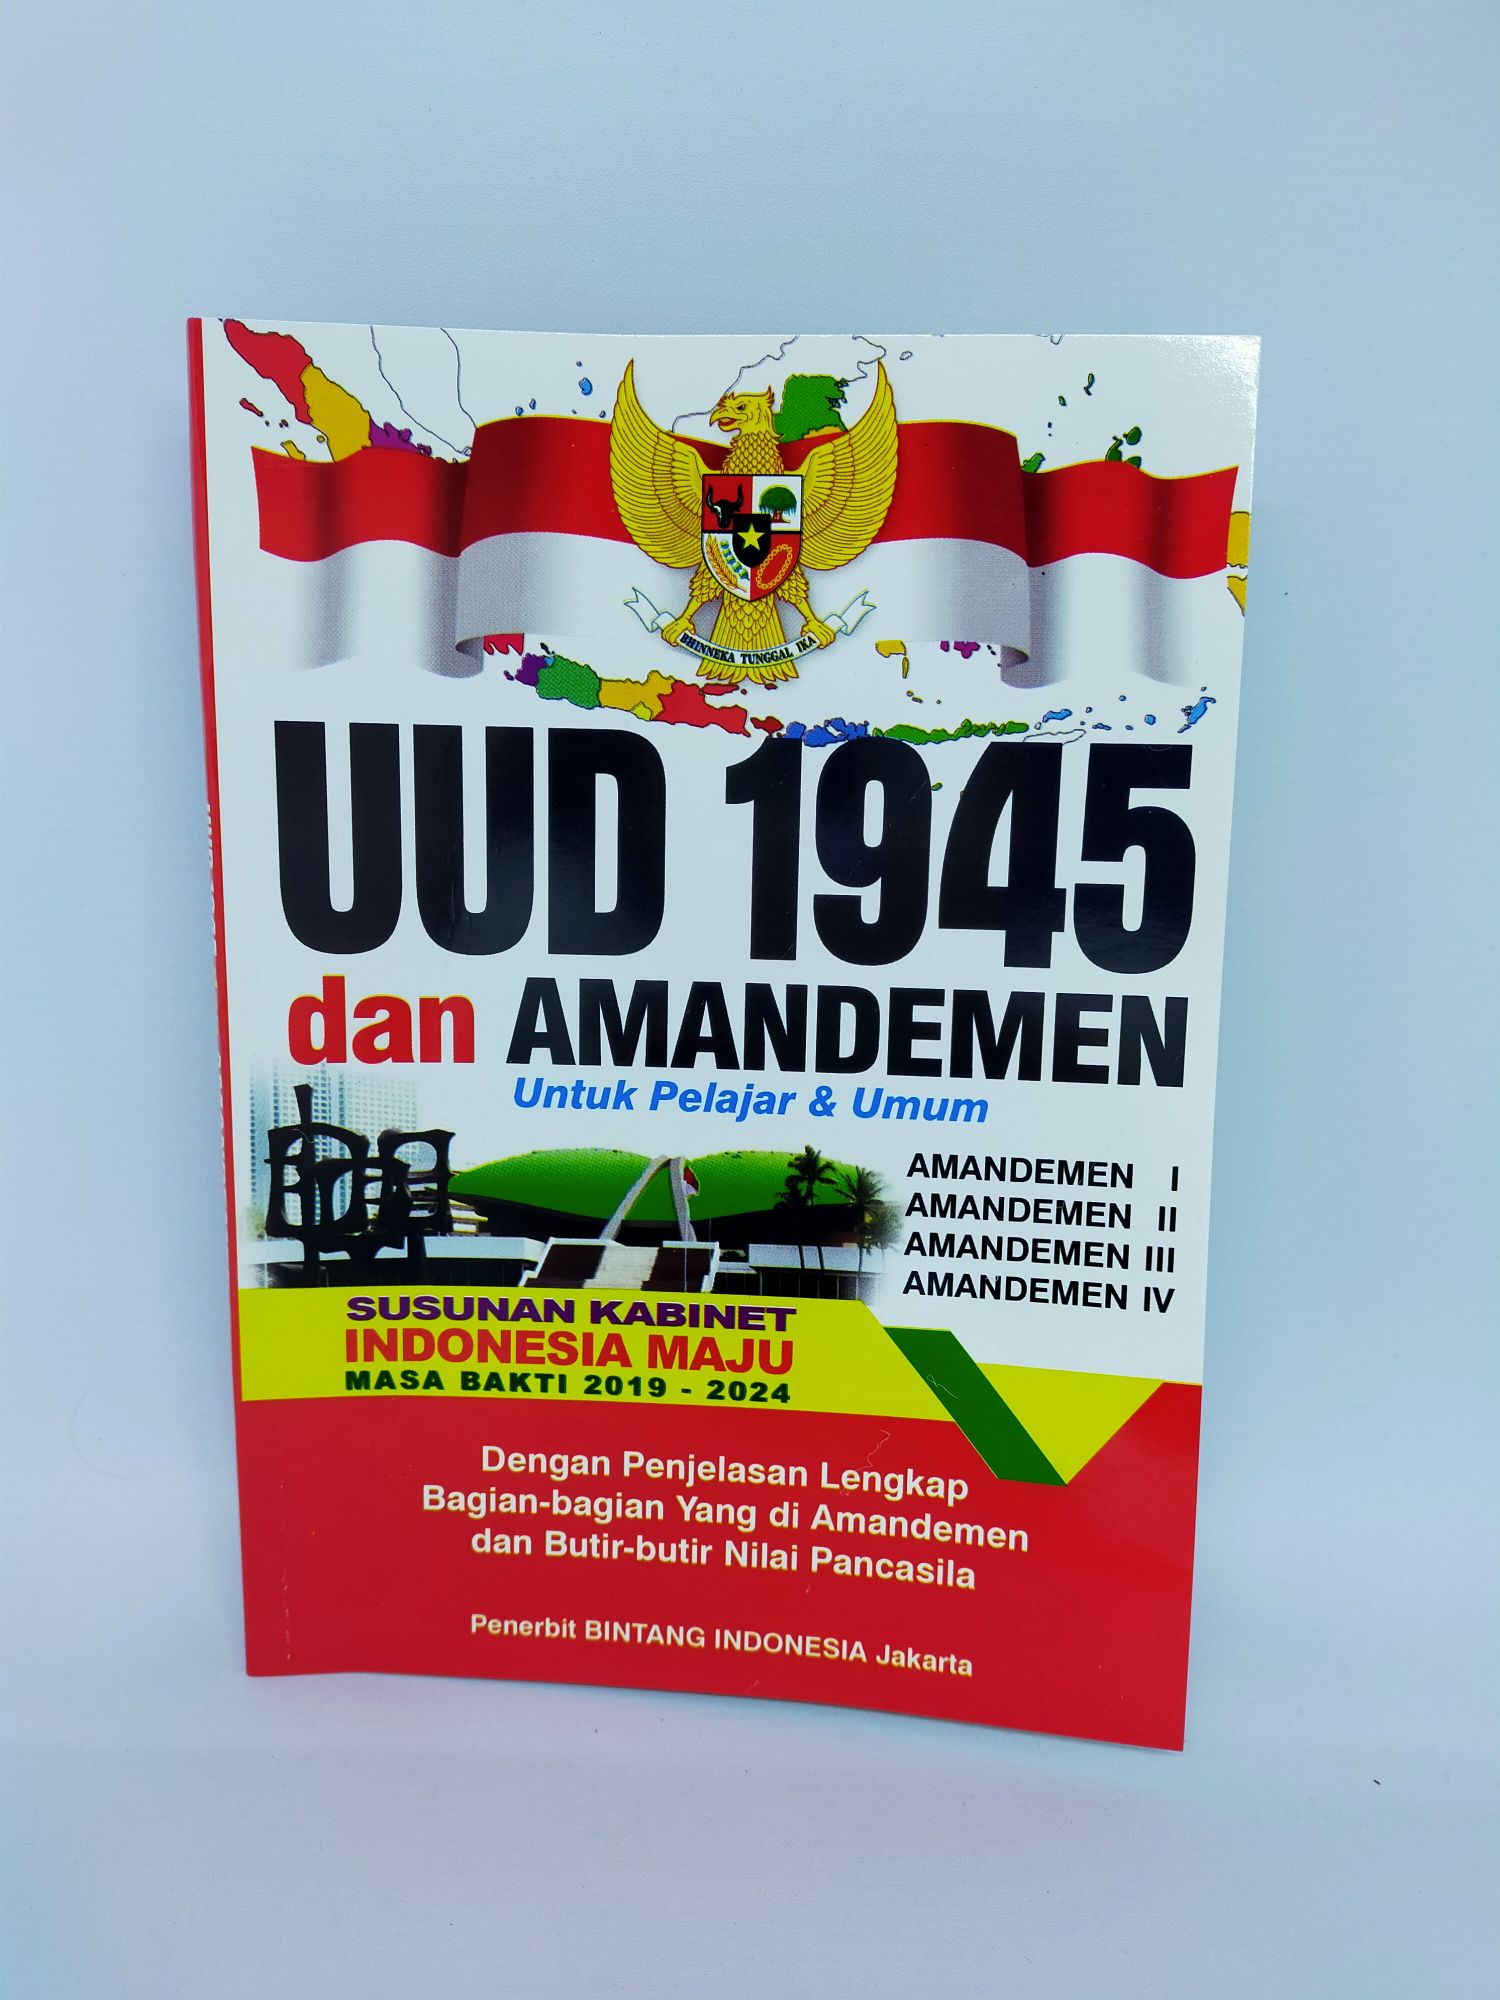 BHINNEKA TUNGGAL IKA
UUD 1945
dan AMANDEMEN
Untuk Pelajar & Umum
AMANDEMEN I
AMANDEMEN II
AMANDEMEN III
AMANDEMEN IV
SUSUNAN KABINET
INDONESIA MAJU
MASA BAKTI 2019 - 2024
Dengan Penjelasan Lengkap
Bagian-bagian Yang di Amandemen
dan Butir-butir Nilai Pancasila
Penerbit BINTANG INDONESIA Jakarta